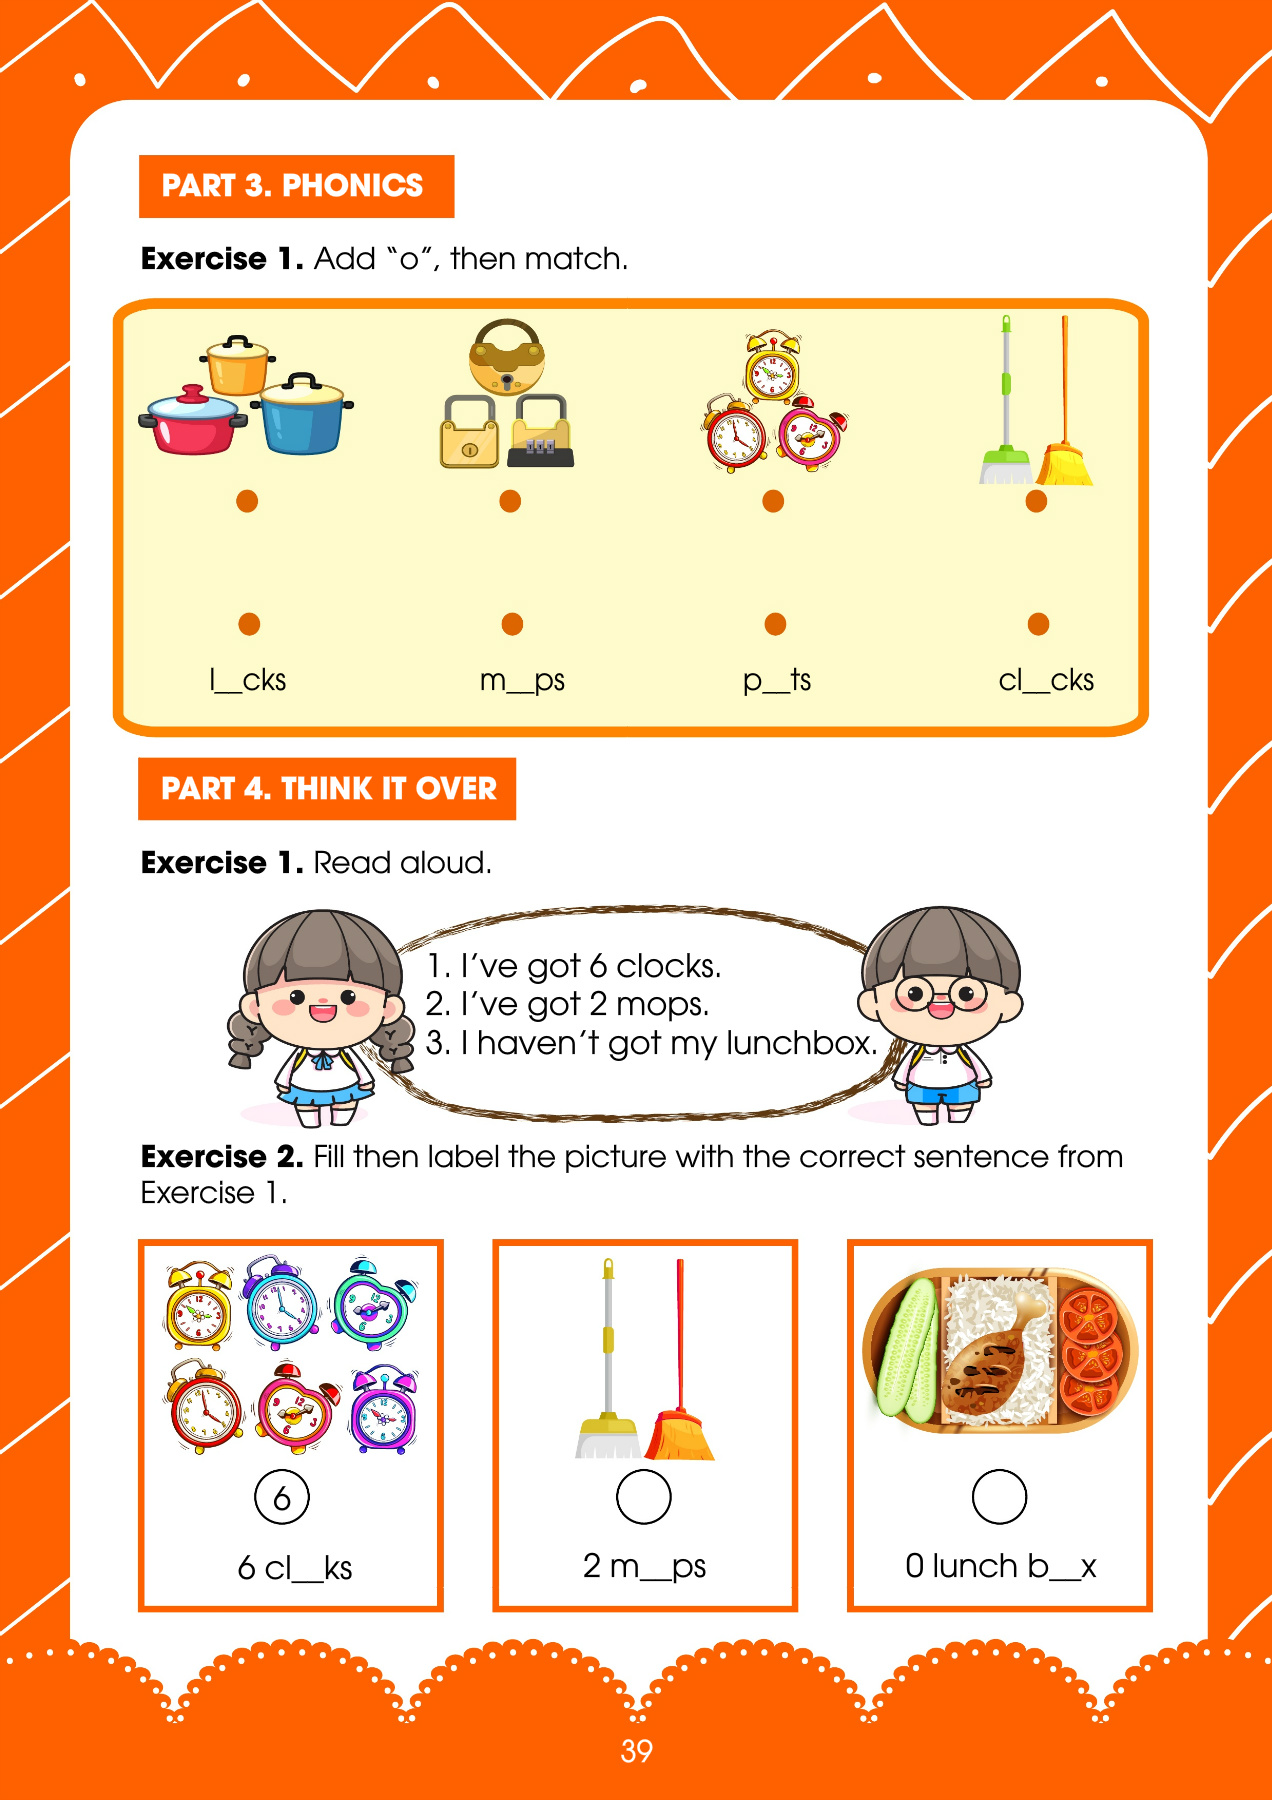 PART 3. PHONICS
Exercise 1. Add “o”, then match.
l__cks
m__ps
p__ts
cl__cks
PART 4. THINK IT OVER
Exercise 1. Read aloud.
1. I’ve got 6 clocks.
2. I’ve got 2 mops.
3. I haven’t got my lunchbox.
Exercise 2. Fill then label the picture with the correct sentence from
Exercise 1.
6
6 cl__ks
2 m__ps
0 lunch b__x
39